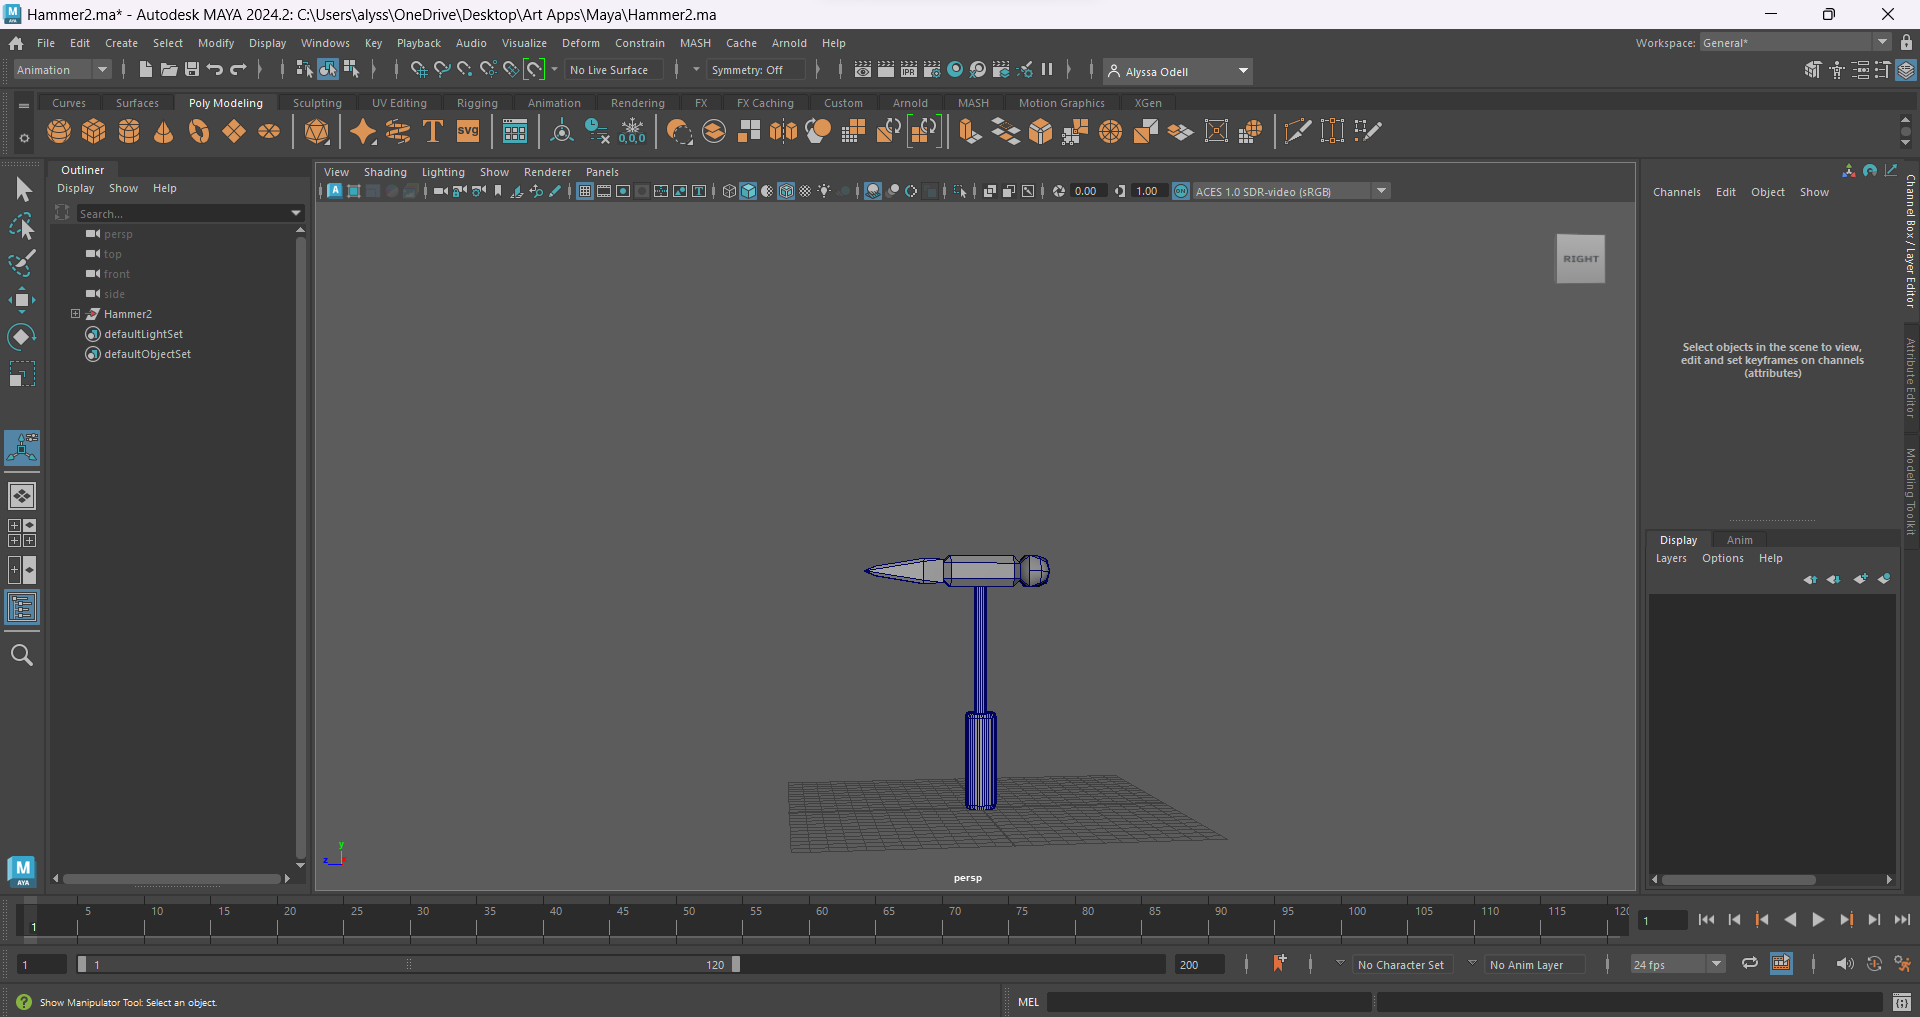 Hammer2.ma* - Autodesk MAYA 2024.2: C:\Users\alyss\OneDrive\Desktop\Art Apps\Maya\Hammer2.ma
File Edit Create Select Modify Display Windows Key Playback Audio Visualize Deform Constrain MASH Cache Arnold Help Workspace: General*
Animation No Live Surface Symmetry: Off Alyssa Odell
IPR
Curves Surfaces Poly Modeling Sculpting UV Editing Rigging Animation Rendering FX FX Caching Custom Arnold MASH Motion Graphics XGen
T SVG 0,0,0
Outliner
Display Show Help
Search...
persp
top
front
side
Hammer2
defaultLightSet
defaultObjectSet
View Shading Lighting Show Renderer Panels
0.00 1.00 ON ACES 1.0 SDR-video (sRGB)
RIGHT
y
z
persp
Channels Edit Object Show
Channel Box / Layer Editor
Attribute Editor
Modeling Toolkit
Select objects in the scene to view,
edit and set keyframes on channels
(attributes)
Display Anim
Layers Options Help
M
AYA
5 10 15 20 25 30 35 40 45 50 55 60 65 70 75 80 85 90 95 100 105 110 115 120
1 1
1 1 120 200 No Character Set No Anim Layer 24 fps
Show Manipulator Tool: Select an object.
MEL